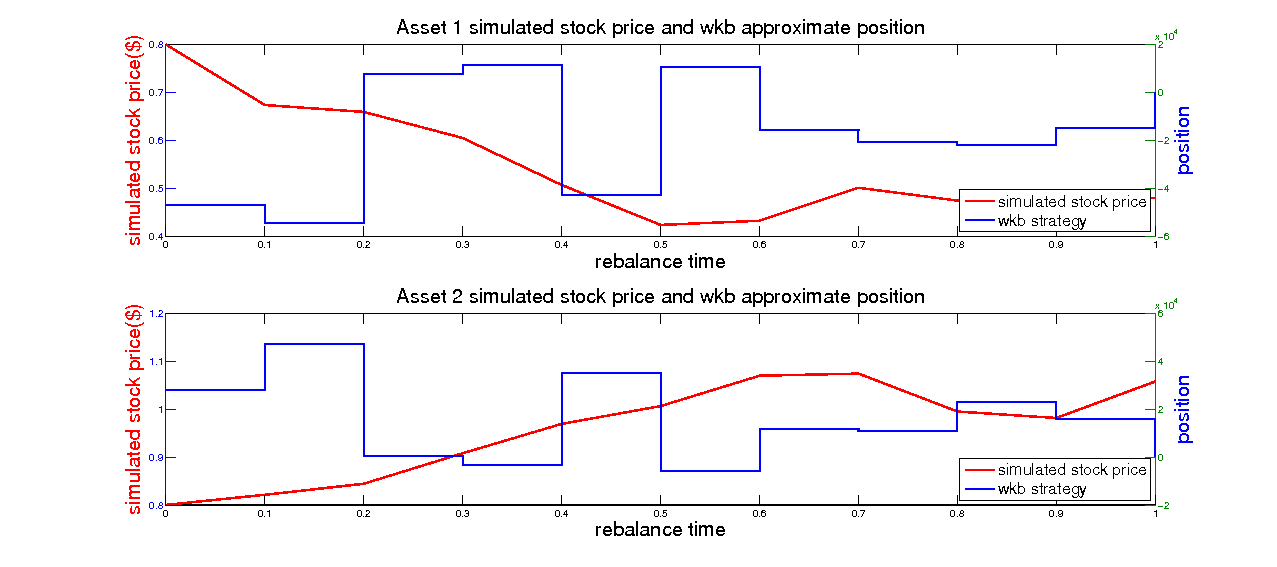 Asset 1 simulated stock price and wkb approximate position
x 10^4
simulated stock price($)
0.8
0.7
0.6
0.5
0.4
2
0
−2
−4
−6
position
simulated stock price
wkb strategy
0 0.1 0.2 0.3 0.4 0.5 0.6 0.7 0.8 0.9 1
rebalance time
Asset 2 simulated stock price and wkb approximate position
x 10^4
simulated stock price($)
1.2
1.1
1
0.9
0.8
6
4
2
0
−2
position
simulated stock price
wkb strategy
0 0.1 0.2 0.3 0.4 0.5 0.6 0.7 0.8 0.9 1
rebalance time